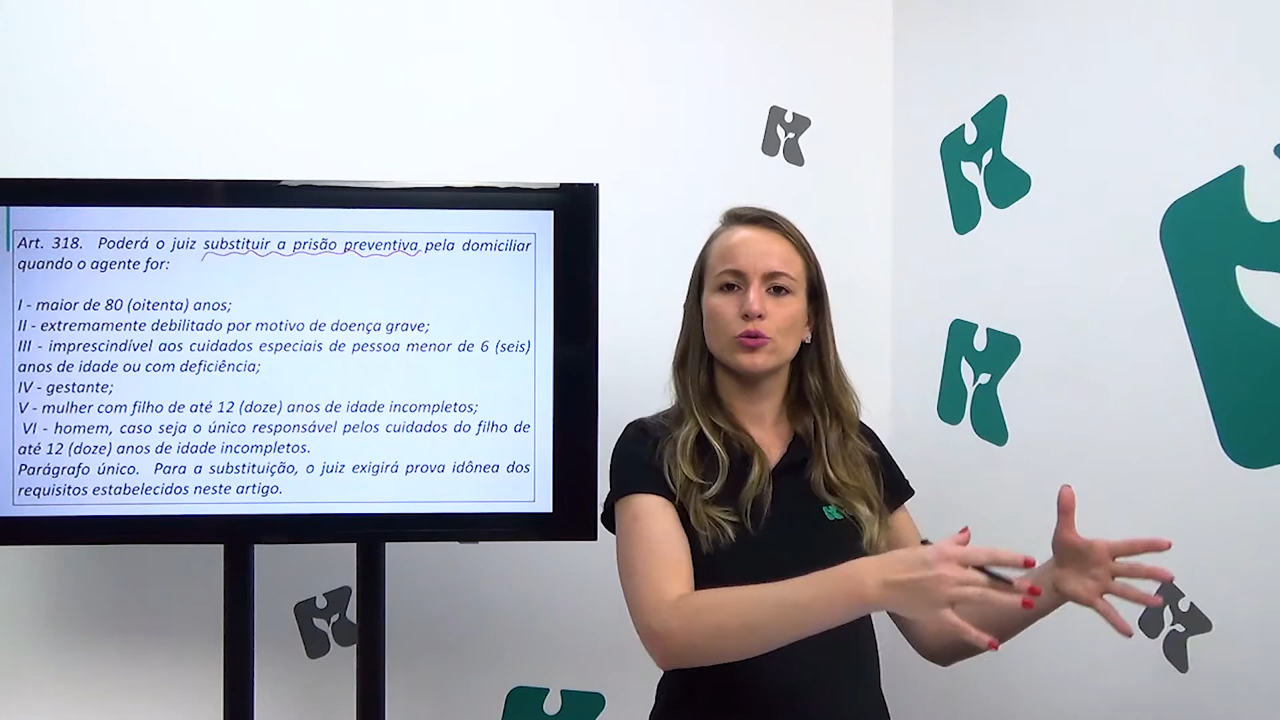 Art. 318. Poderá o juiz substituir a prisão preventiva pela domiciliar
quando o agente for:
I - maior de 80 (oitenta) anos;
II - extremamente debilitado por motivo de doença grave;
III - imprescindível aos cuidados especiais de pessoa menor de 6 (seis)
anos de idade ou com deficiência;
IV - gestante;
V - mulher com filho de até 12 (doze) anos de idade incompletos;
VI - homem, caso seja o único responsável pelos cuidados do filho de
até 12 (doze) anos de idade incompletos.
Parágrafo único. Para a substituição, o juiz exigirá prova idônea dos
requisitos estabelecidos neste artigo.